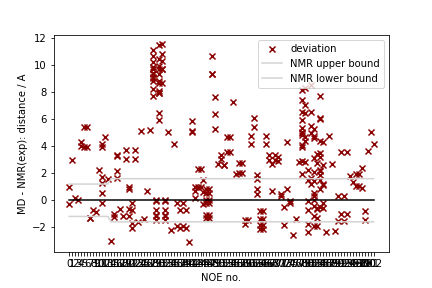 deviation
NMR upper bound
NMR lower bound
MD - NMR(exp): distance / A
12
10
8
6
4
2
0
−2
NOE no.